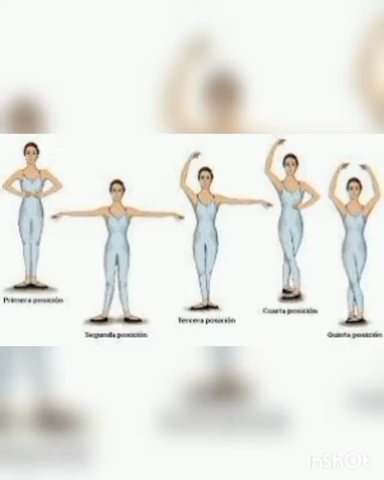 Primera posición
Segunda posición
Tercera posición
Cuarta posición
Quinta posición
InShOt